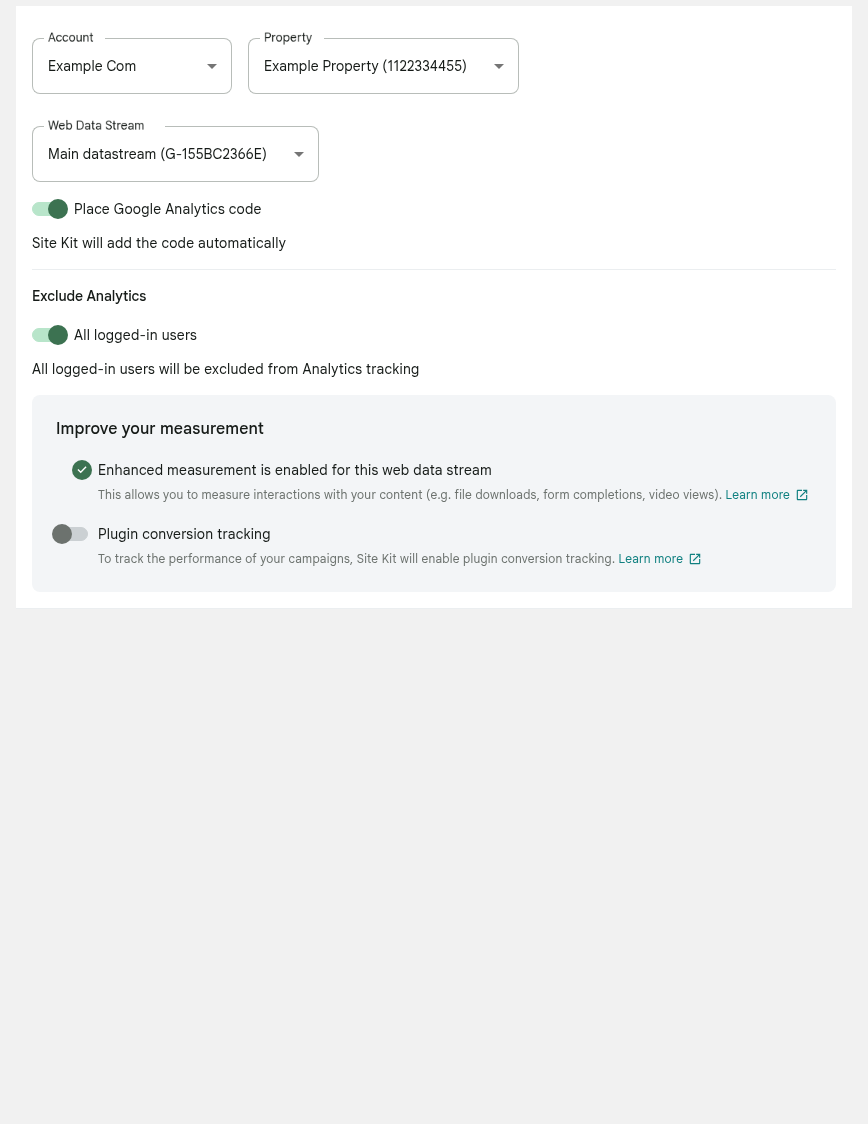 Account
Property
Example Com
Example Property (1122334455)
Web Data Stream
Main datastream (G-155BC2366E)
Place Google Analytics code
Site Kit will add the code automatically
Exclude Analytics
All logged-in users
All logged-in users will be excluded from Analytics tracking
Improve your measurement
Enhanced measurement is enabled for this web data stream
This allows you to measure interactions with your content (e.g. file downloads, form completions, video views). Learn more
Plugin conversion tracking
To track the performance of your campaigns, Site Kit will enable plugin conversion tracking. Learn more